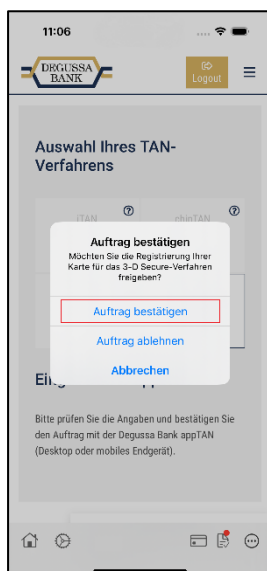 11:06
DEGUSSA
BANK
Logout
Auswahl Ihres TAN-
Verfahrens
iTAN
chipTAN
Auftrag bestätigen
Möchten Sie die Registrierung Ihrer
Karte für das 3-D Secure-Verfahren
freigeben?
Auftrag bestätigen
Auftrag ablehnen
Abbrechen
Bitte prüfen Sie die Angaben und bestätigen Sie
den Auftrag mit der Degussa Bank appTAN
(Desktop oder mobiles Endgerät).